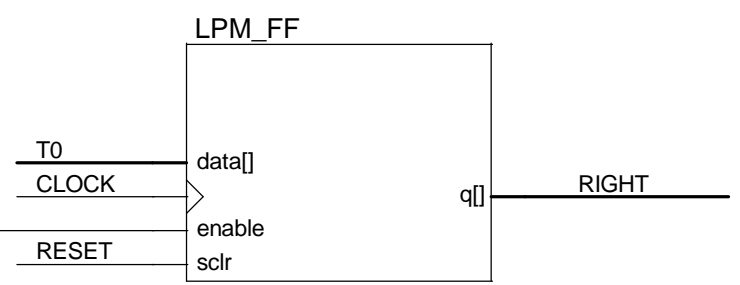 LPM_FF
T0
data[]
CLOCK
q[]
RIGHT
enable
RESET
sclr